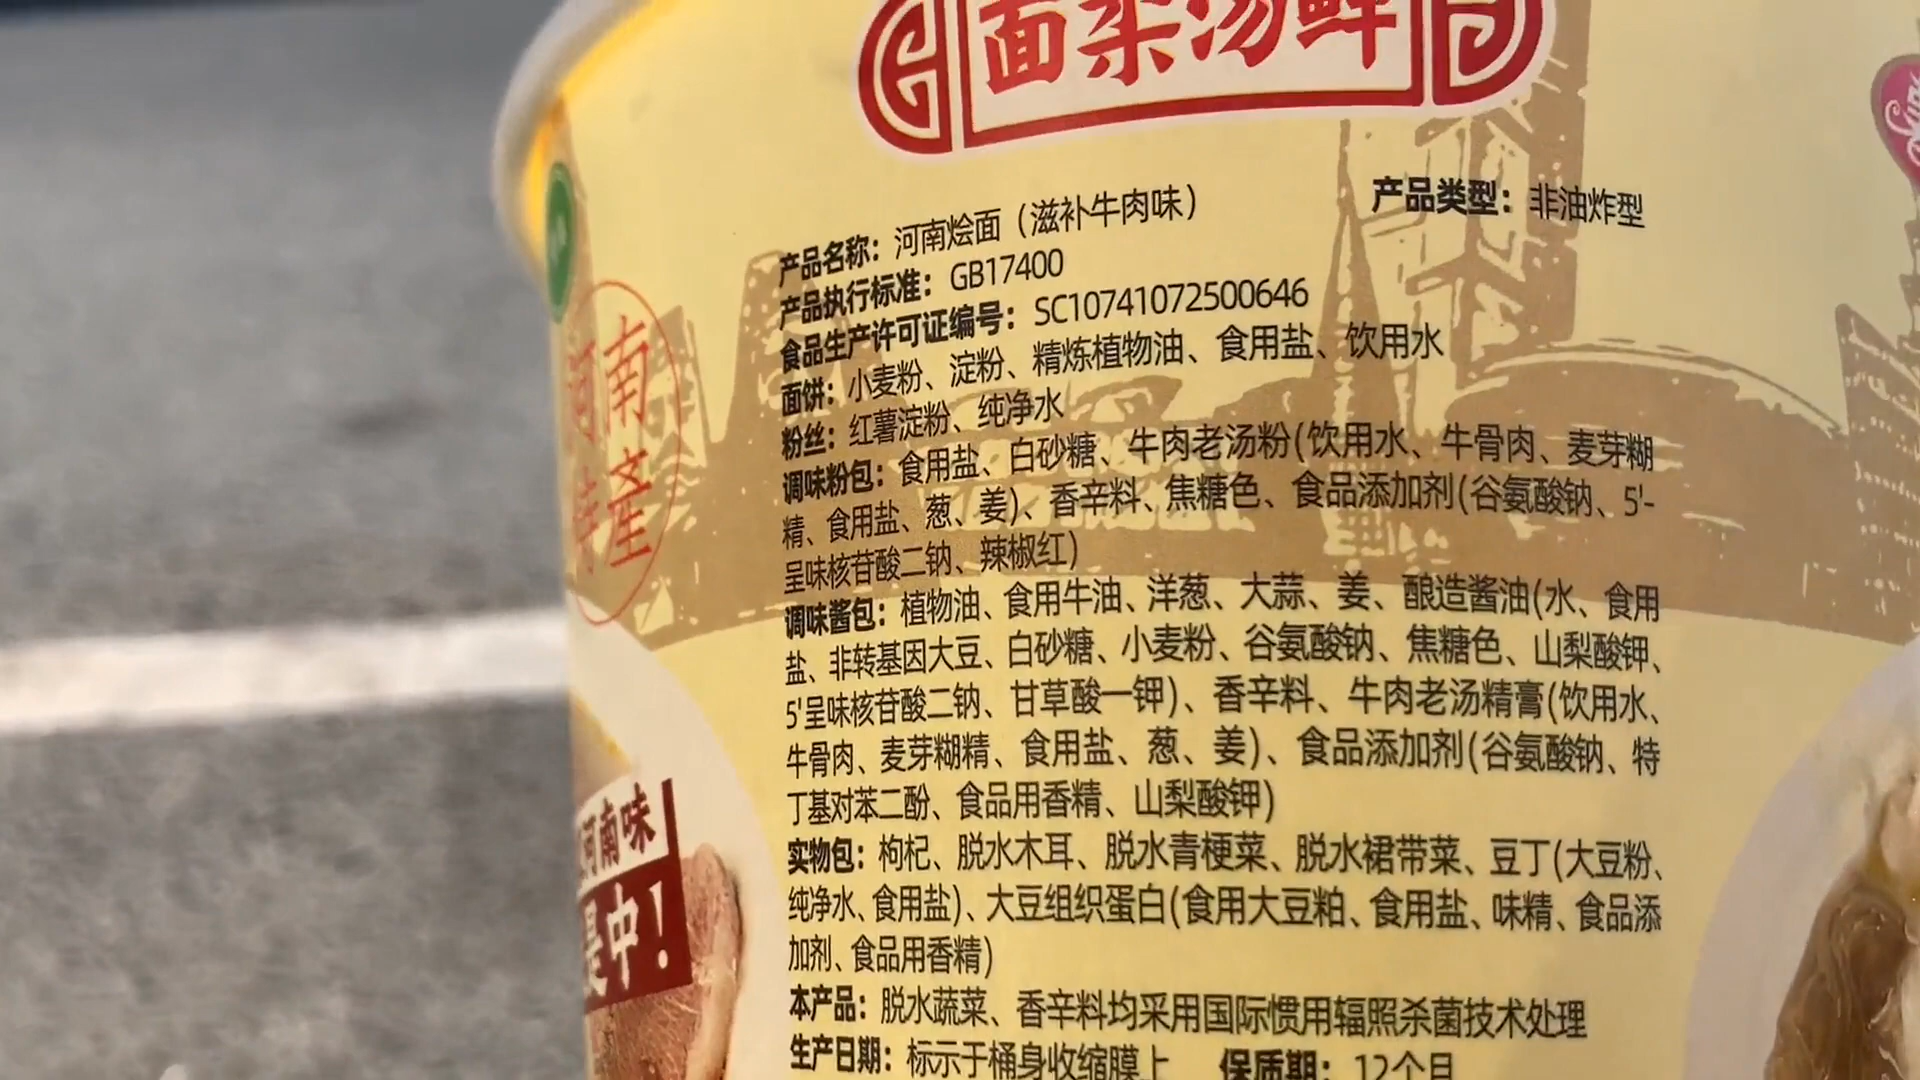 面柔汤鲜
产品名称：河南烩面（滋补牛肉味）
产品类型：非油炸型
产品执行标准：GB17400
食品生产许可证编号：SC10741072500646
面饼：小麦粉、淀粉、精炼植物油、食用盐、饮用水
粉丝：红薯淀粉、纯净水
调味粉包：食用盐、白砂糖、牛肉老汤粉(饮用水、牛骨肉、麦芽糊
精、食用盐、葱、姜)、香辛料、焦糖色、食品添加剂(谷氨酸钠、5'-
呈味核苷酸二钠、辣椒红)
调味酱包：植物油、食用牛油、洋葱、大蒜、姜、酿造酱油(水、食用
盐、非转基因大豆、白砂糖、小麦粉、谷氨酸钠、焦糖色、山梨酸钾、
5'呈味核苷酸二钠、甘草酸一钾)、香辛料、牛肉老汤精膏(饮用水、
牛骨肉、麦芽糊精、食用盐、葱、姜)、食品添加剂(谷氨酸钠、特
丁基对苯二酚、食品用香精、山梨酸钾)
实物包：枸杞、脱水木耳、脱水青梗菜、脱水裙带菜、豆丁(大豆粉、
纯净水、食用盐)、大豆组织蛋白(食用大豆粕、食用盐、味精、食品添
加剂、食品用香精)
本产品：脱水蔬菜、香辛料均采用国际惯用辐照杀菌技术处理
生产日期：标示于桶身收缩膜上 保质期：12个月
河南
特產
河南味
是中！